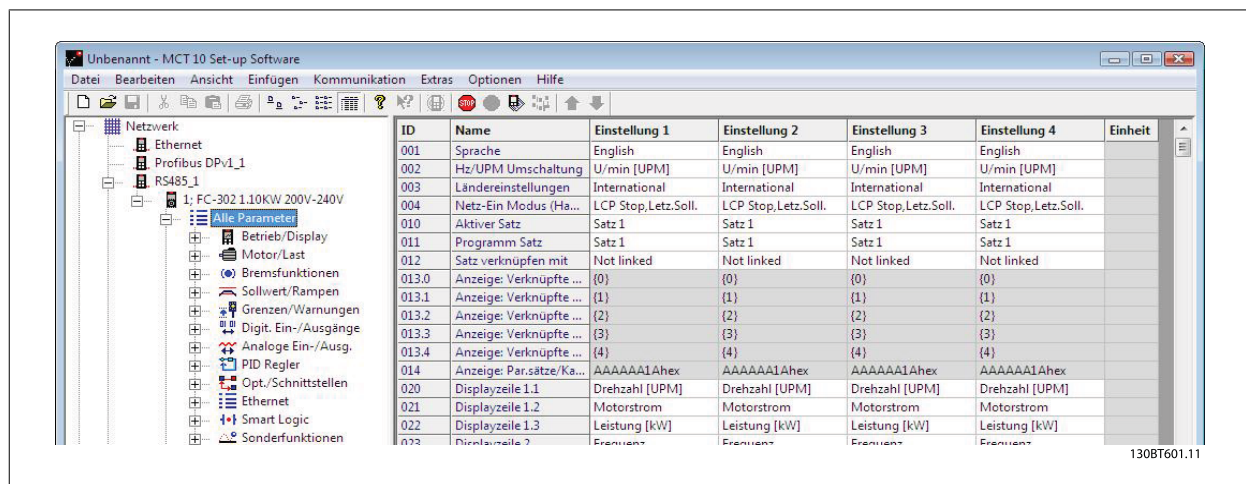 Unbenannt - MCT 10 Set-up Software
Datei Bearbeiten Ansicht Einfügen Kommunikation Extras Optionen Hilfe
STOP
Netzwerk
Ethernet
Profibus DPv1_1
RS485_1
1; FC-302 1.10KW 200V-240V
Alle Parameter
Betrieb/Display
Motor/Last
Bremsfunktionen
Sollwert/Rampen
Grenzen/Warnungen
Digit. Ein-/Ausgänge
Analoge Ein-/Ausg.
PID Regler
Opt./Schnittstellen
Ethernet
Smart Logic
Sonderfunktionen
ID Name Einstellung 1 Einstellung 2 Einstellung 3 Einstellung 4 Einheit
001 Sprache English English English English
002 Hz/UPM Umschaltung U/min [UPM] U/min [UPM] U/min [UPM] U/min [UPM]
003 Ländereinstellungen International International International International
004 Netz-Ein Modus (Ha... LCP Stop,Letz.Soll. LCP Stop,Letz.Soll. LCP Stop,Letz.Soll. LCP Stop,Letz.Soll.
010 Aktiver Satz Satz 1 Satz 1 Satz 1 Satz 1
011 Programm Satz Satz 1 Satz 1 Satz 1 Satz 1
012 Satz verknüpfen mit Not linked Not linked Not linked Not linked
013.0 Anzeige: Verknüpfte ... {0} {0} {0} {0}
013.1 Anzeige: Verknüpfte ... {1} {1} {1} {1}
013.2 Anzeige: Verknüpfte ... {2} {2} {2} {2}
013.3 Anzeige: Verknüpfte ... {3} {3} {3} {3}
013.4 Anzeige: Verknüpfte ... {4} {4} {4} {4}
014 Anzeige: Par.sätze/Ka... AAAAAA1Ahex AAAAAA1Ahex AAAAAA1Ahex AAAAAA1Ahex
020 Displayzeile 1.1 Drehzahl [UPM] Drehzahl [UPM] Drehzahl [UPM] Drehzahl [UPM]
021 Displayzeile 1.2 Motorstrom Motorstrom Motorstrom Motorstrom
022 Displayzeile 1.3 Leistung [kW] Leistung [kW] Leistung [kW] Leistung [kW]
023 Displayzeile 2 Frequenz Frequenz Frequenz Frequenz
130BT601.11